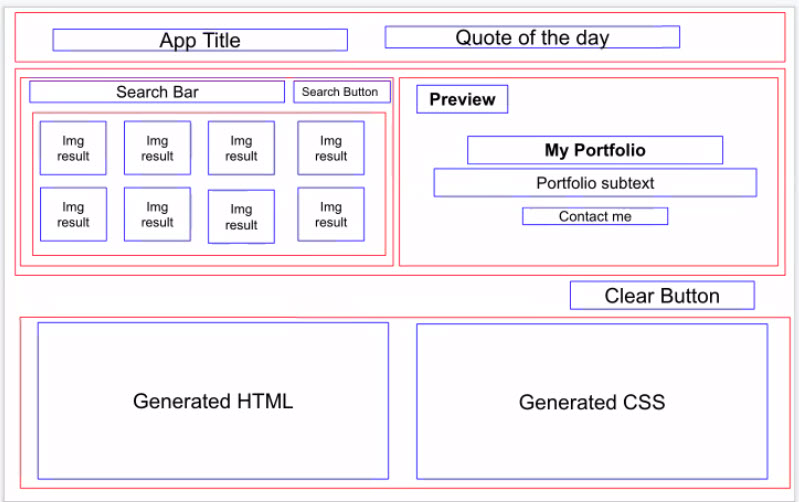 App Title
Quote of the day
Search Bar
Search Button
Img
result
Img
result
Img
result
Img
result
Img
result
Img
result
Img
result
Img
result
Preview
My Portfolio
Portfolio subtext
Contact me
Clear Button
Generated HTML
Generated CSS